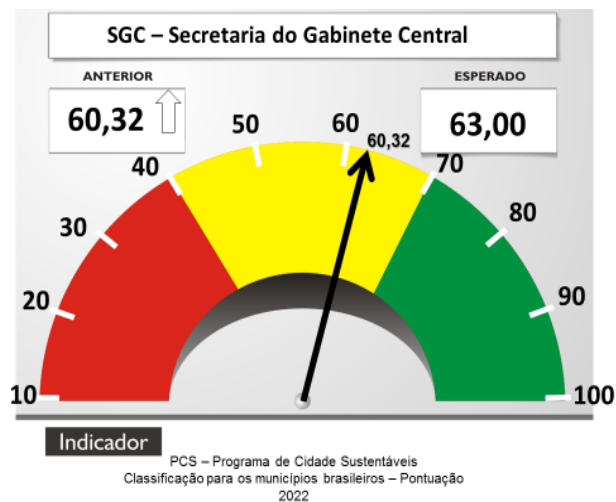 SGC – Secretaria do Gabinete Central
ANTERIOR
60,32
ESPERADO
63,00
10
20
30
40
50
60
60,32
70
80
90
100
Indicador
PCS – Programa de Cidade Sustentáveis
Classificação para os municípios brasileiros – Pontuação
2022